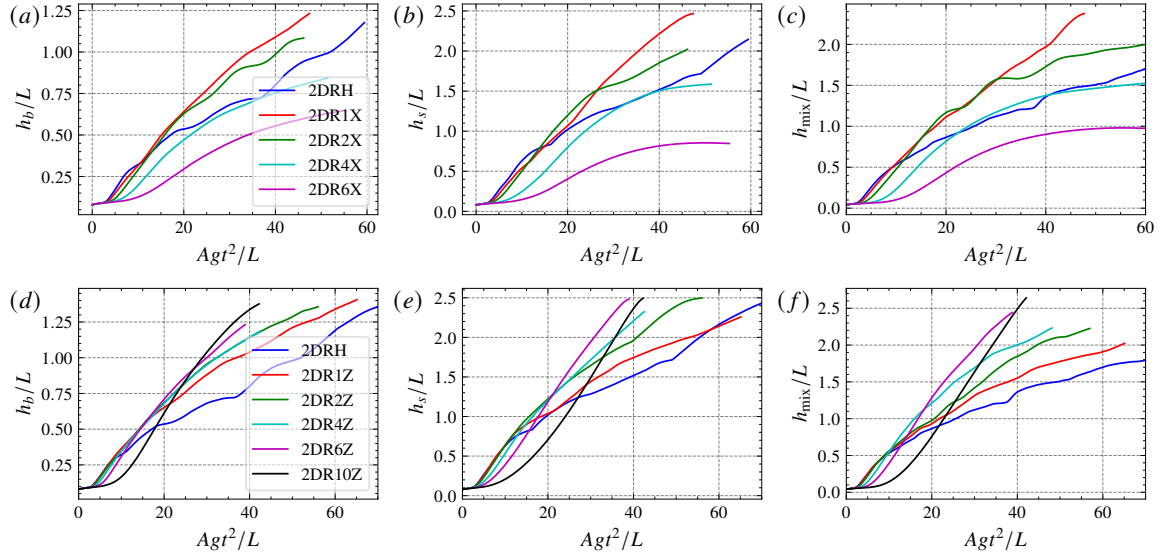 (a)
1.25
1.00
0.75
0.50
0.25
h_b/L
0 20 40 60
Agt²/L
2DRH
2DR1X
2DR2X
2DR4X
2DR6X
(b)
2.5
2.0
1.5
1.0
0.5
0.0
h_s/L
0 20 40 60
Agt²/L
(c)
2.0
1.5
1.0
0.5
0.0
h_mix/L
0 20 40 60
Agt²/L
(d)
1.25
1.00
0.75
0.50
0.25
h_b/L
0 20 40 60
Agt²/L
2DRH
2DR1Z
2DR2Z
2DR4Z
2DR6Z
2DR10Z
(e)
2.5
2.0
1.5
1.0
0.5
0.0
h_s/L
0 20 40 60
Agt²/L
(f)
2.5
2.0
1.5
1.0
0.5
0.0
h_mix/L
0 20 40 60
Agt²/L